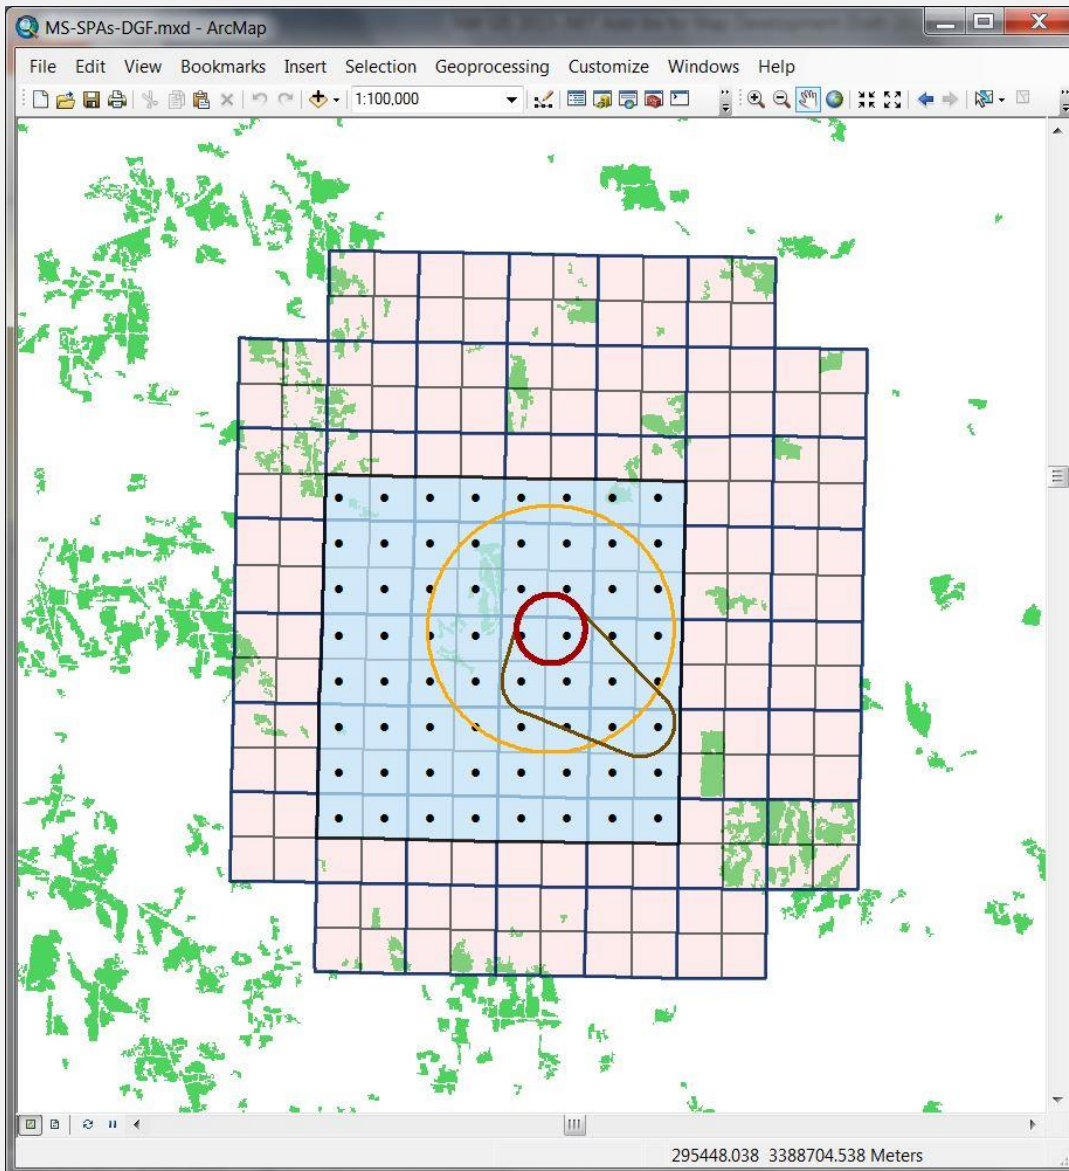 MS-SPAs-DGF.mxd - ArcMap
File Edit View Bookmarks Insert Selection Geoprocessing Customize Windows Help
1:100,000
295448.038 3388704.538 Meters